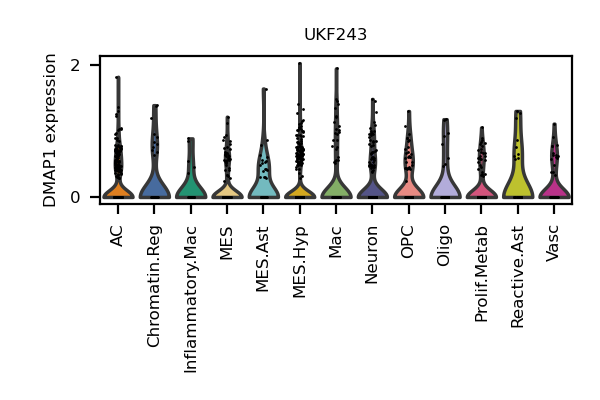 UKF243
DMAP1 expression
2
0
AC
Chromatin.Reg
Inflammatory.Mac
MES
MES.Ast
MES.Hyp
Mac
Neuron
OPC
Oligo
Prolif.Metab
Reactive.Ast
Vasc